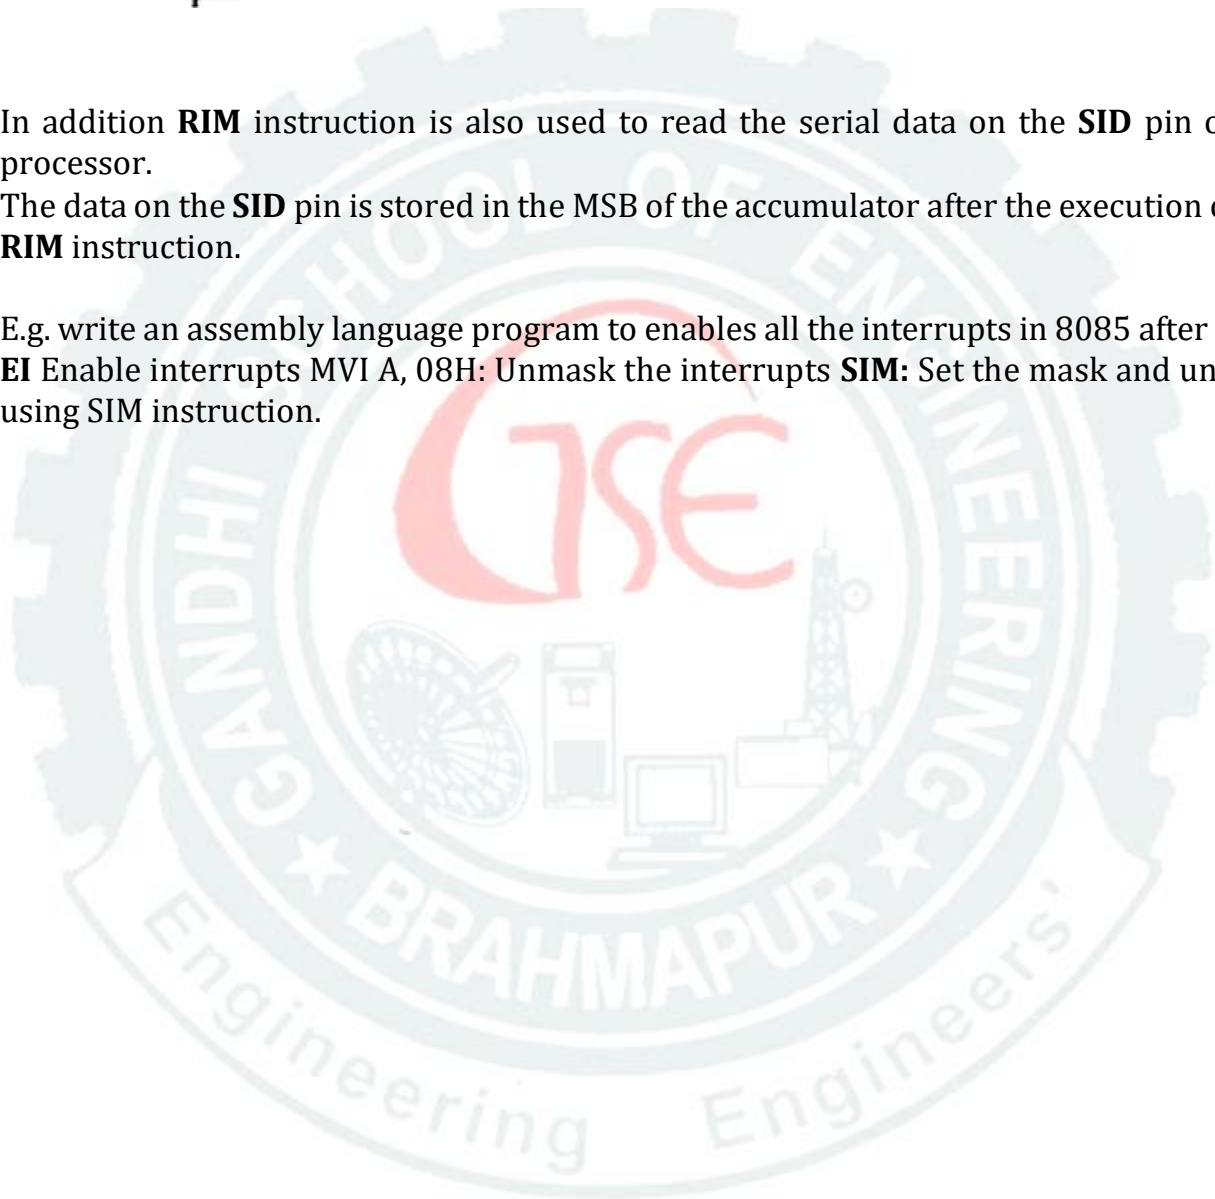 In addition RIM instruction is also used to read the serial data on the SID pin
processor.
The data on the SID pin is stored in the MSB of the accumulator after the execution
RIM instruction.
E.g. write an assembly language program to enables all the interrupts in 8085 after
EI Enable interrupts MVI A, 08H: Unmask the interrupts SIM: Set the mask and
using SIM instruction.
GANDHI SCHOOL OF ENGINEERING
GSE
★ BRAHMAPUR ★
Engineering Engineers'